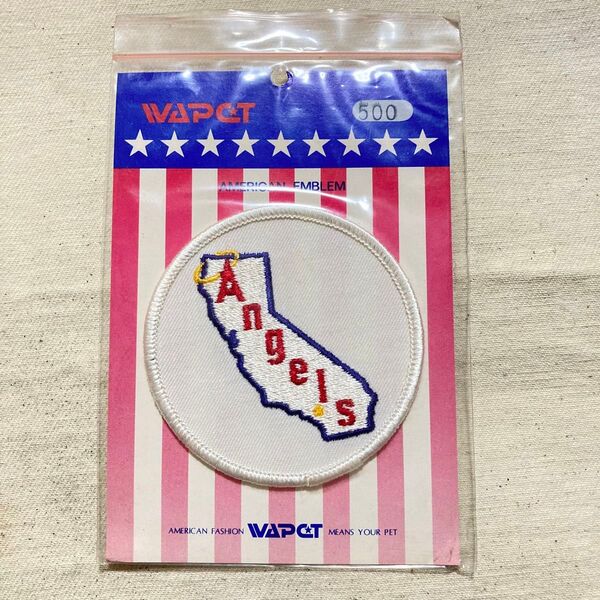 WAPET 500
AMERICAN EMBLEM
Angels
AMERICAN FASHION WAPET MEANS YOUR PET